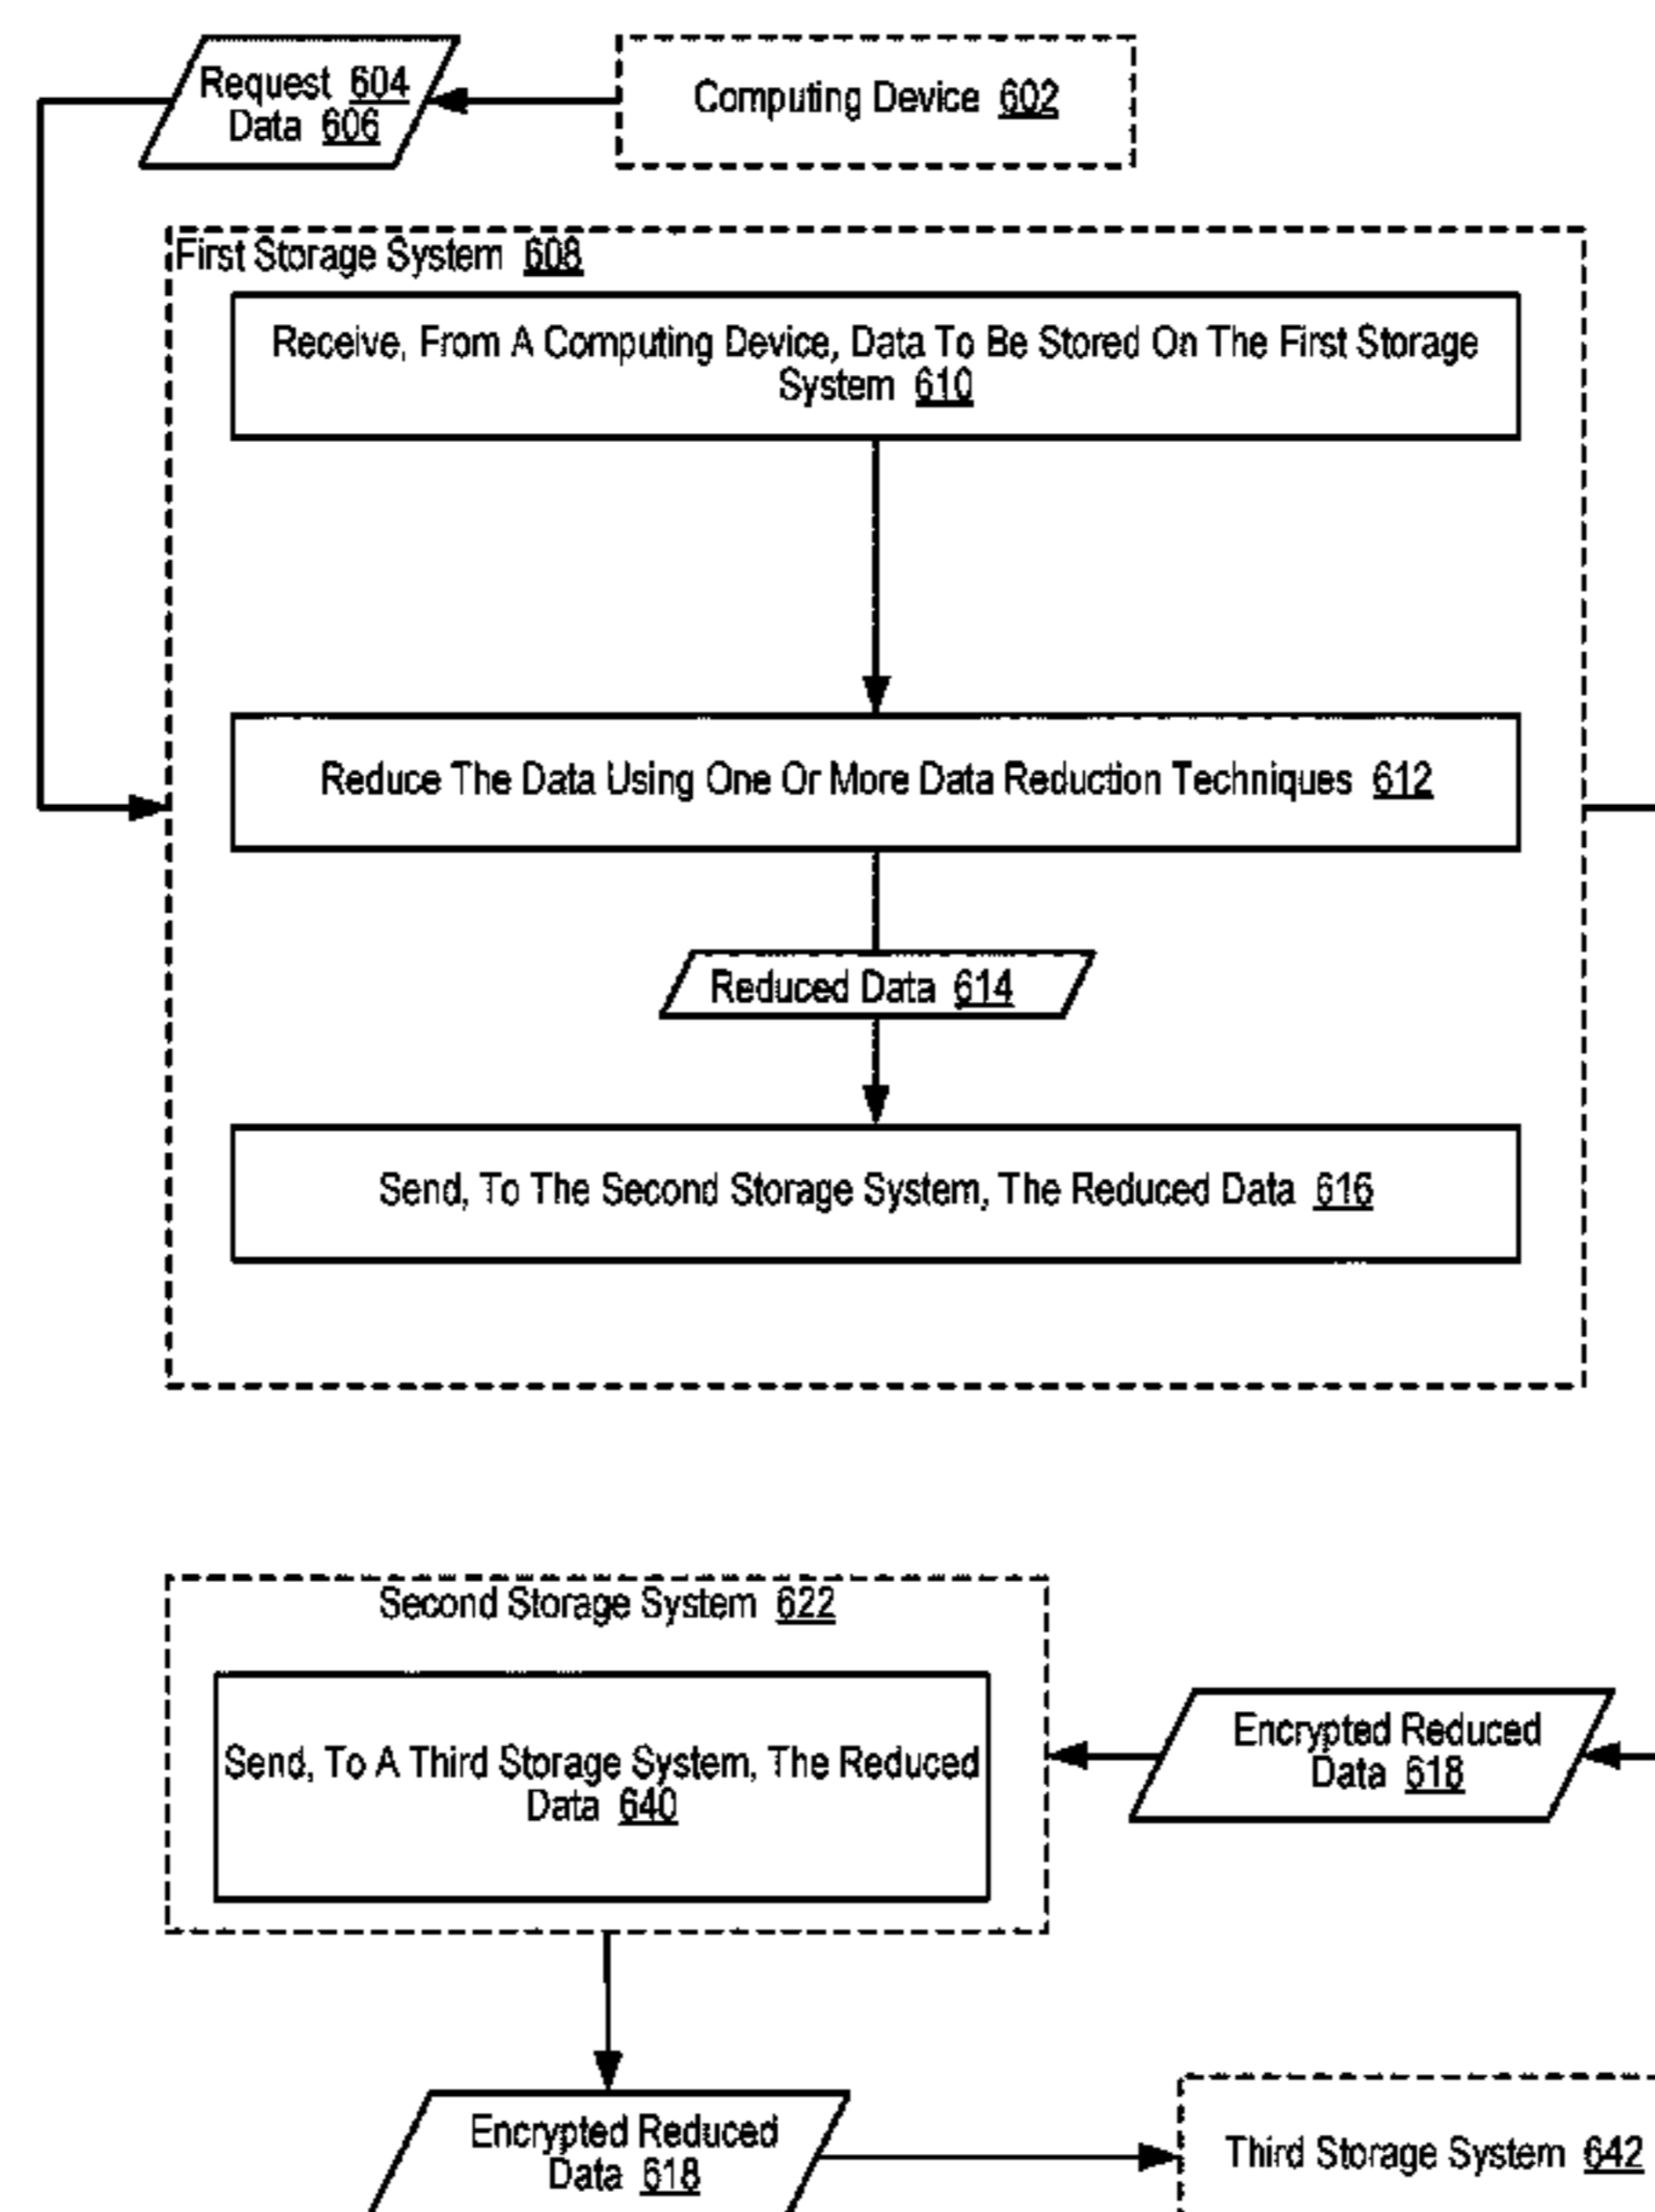 Request 604
Data 606
Computing Device 602
First Storage System 608
Receive, From A Computing Device, Data To Be Stored On The First Storage
System 610
Reduce The Data Using One Or More Data Reduction Techniques 612
Reduced Data 614
Send, To The Second Storage System, The Reduced Data 616
Second Storage System 622
Send, To A Third Storage System, The Reduced
Data 640
Encrypted Reduced
Data 618
Encrypted Reduced
Data 618
Third Storage System 642